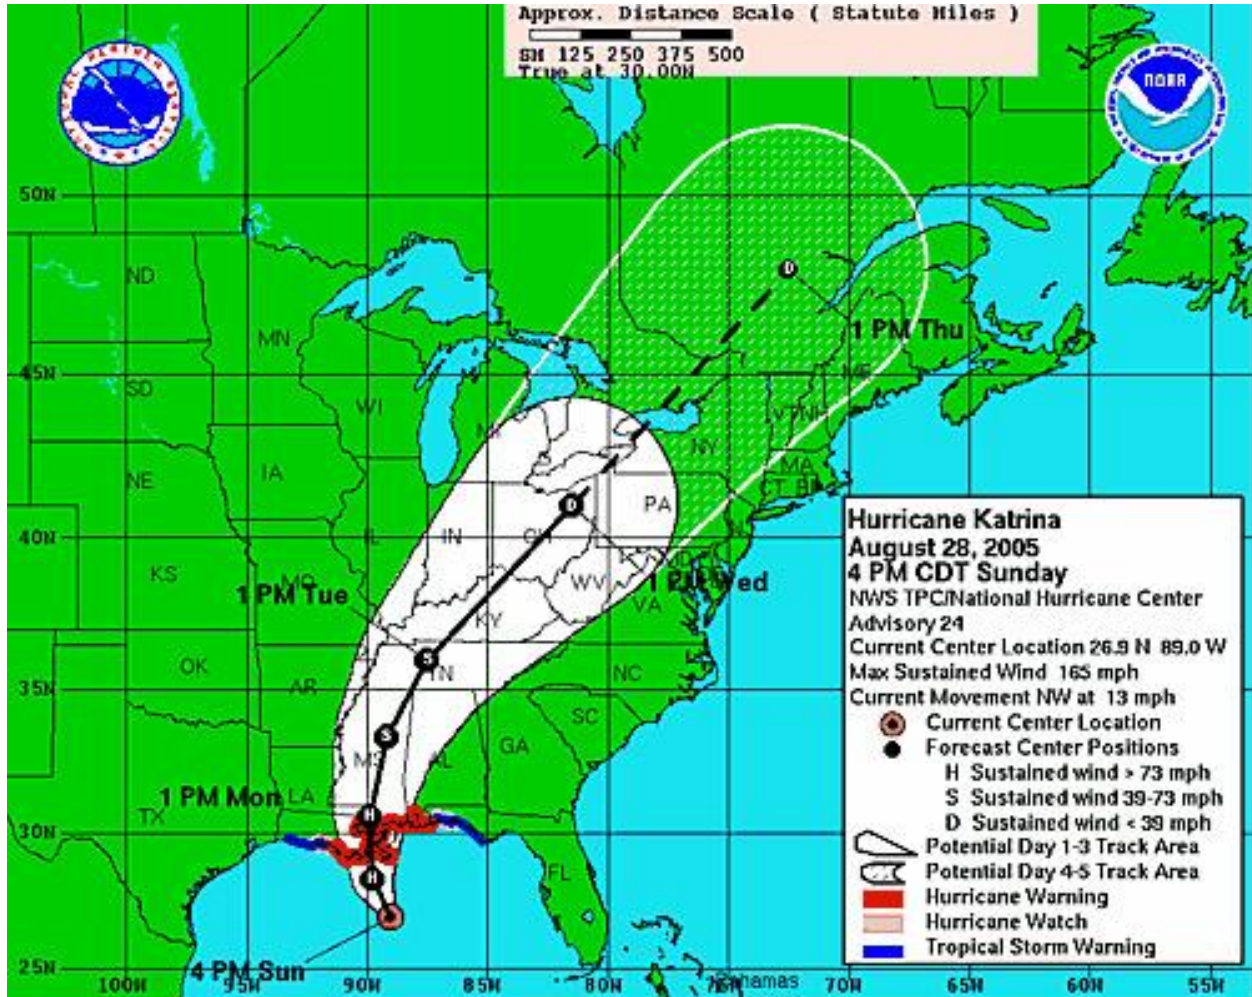 Approx. Distance Scale ( Statute Miles )
SM 125 250 375 500
True at 30.00N
NOAA
50N
ND
MN
1 PM Thu
45N
SD
WI
MI
ME
VT NH
NY
MA
CT RI
NE
IA
PA
40N
IL
IN
OH
KS
MO
WV
1 PM Wed
1 PM Tue
KY
VA
OK
AR
TN
NC
35N
SC
MS
AL
GA
1 PM Mon
LA
TX
30N
FL
25N
4 PM Sun
Bahamas
100W 95W 90W 85W 80W 75W 70W 65W 60W 55W
Hurricane Katrina
August 28, 2005
4 PM CDT Sunday
NWS TPC/National Hurricane Center
Advisory 24
Current Center Location 26.9 N 89.0 W
Max Sustained Wind 165 mph
Current Movement NW at 13 mph
Current Center Location
Forecast Center Positions
H Sustained wind > 73 mph
S Sustained wind 39-73 mph
D Sustained wind < 39 mph
Potential Day 1-3 Track Area
Potential Day 4-5 Track Area
Hurricane Warning
Hurricane Watch
Tropical Storm Warning
D
D
S
S
H
H